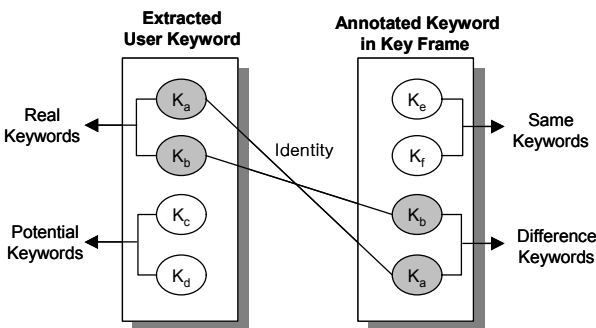 Extracted
User Keyword
Annotated Keyword
in Key Frame
Real
Keywords
Potential
Keywords
Ka
Kb
Kc
Kd
Identity
Ke
Kf
Kb
Ka
Same
Keywords
Difference
Keywords